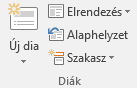 Új dia
Elrendezés
Alaphelyzet
Szakasz
Diák